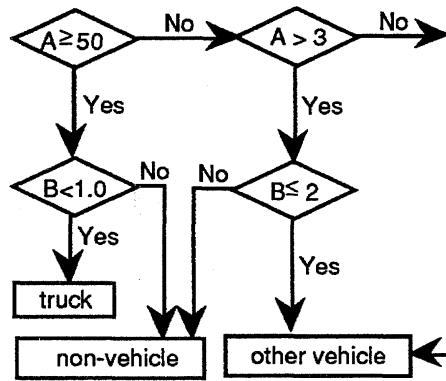 A≥50
No
A > 3
No
Yes
Yes
B<1.0
No
No
B≤ 2
Yes
Yes
truck
non-vehicle
other vehicle